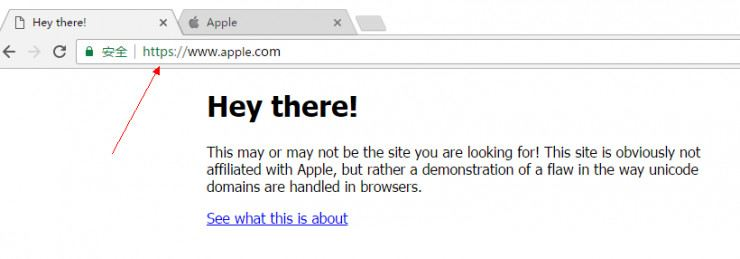 Hey there!
Apple
安全 | https://www.apple.com
Hey there!
This may or may not be the site you are looking for! This site is obviously not
affiliated with Apple, but rather a demonstration of a flaw in the way unicode
domains are handled in browsers.
See what this is about